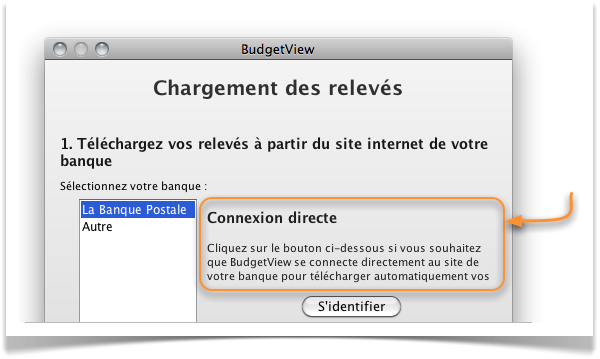 BudgetView
Chargement des relevés
1. Téléchargez vos relevés à partir du site internet de votre
banque
Sélectionnez votre banque :
La Banque Postale
Autre
Connexion directe
Cliquez sur le bouton ci-dessous si vous souhaitez
que BudgetView se connecte directement au site de
votre banque pour télécharger automatiquement vos
S'identifier